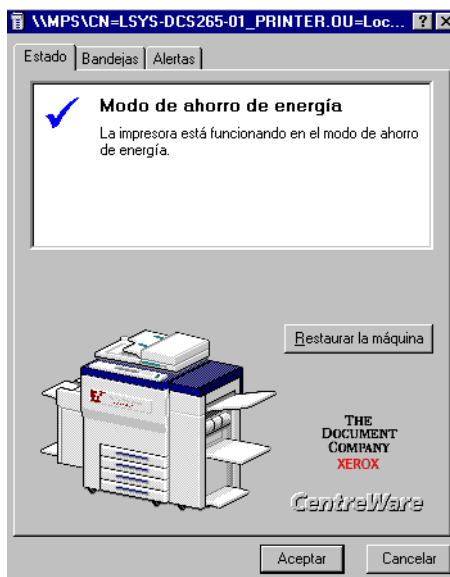 \\MPS\CN=LSYS-DCS265-01_PRINTER.OU=Loc...
Estado
Bandejas
Alertas
Modo de ahorro de energía
La impresora está funcionando en el modo de ahorro
de energía.
Restaurar la máquina
THE
DOCUMENT
COMPANY
XEROX
CentreWare
Aceptar
Cancelar